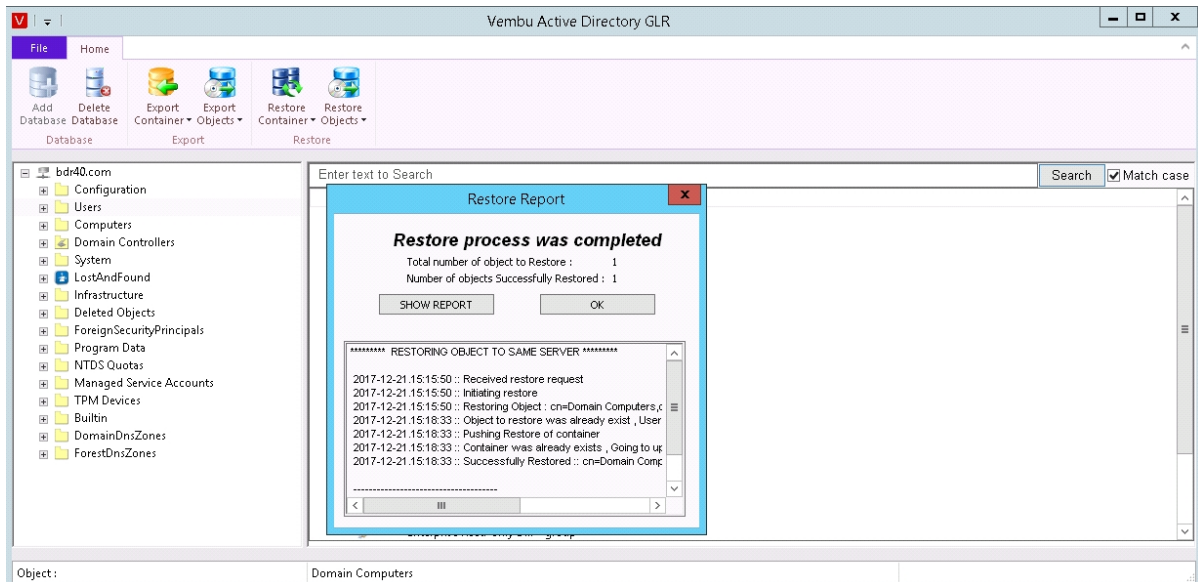 V
Vembu Active Directory GLR
File Home
Add Database Delete Database Export Container Export Objects Restore Container Restore Objects
Database Export Restore
bdr40.com
Configuration
Users
Computers
Domain Controllers
System
LostAndFound
Infrastructure
Deleted Objects
ForeignSecurityPrincipals
Program Data
NTDS Quotas
Managed Service Accounts
TPM Devices
Builtin
DomainDnsZones
ForestDnsZones
Enter text to Search Search Match case
Restore Report
Restore process was completed
Total number of object to Restore : 1
Number of objects Successfully Restored : 1
SHOW REPORT OK
********* RESTORING OBJECT TO SAME SERVER *********
2017-12-21.15:15:50 :: Received restore request
2017-12-21.15:15:50 :: Initiating restore
2017-12-21.15:15:50 :: Restoring Object : cn=Domain Computers,c
2017-12-21.15:18:33 :: Object to restore was already exist , User
2017-12-21.15:18:33 :: Pushing Restore of container
2017-12-21.15:18:33 :: Container was already exists , Going to up
2017-12-21.15:18:33 :: Successfully Restored :: cn=Domain Comp
-------------------------------------
Object : Domain Computers